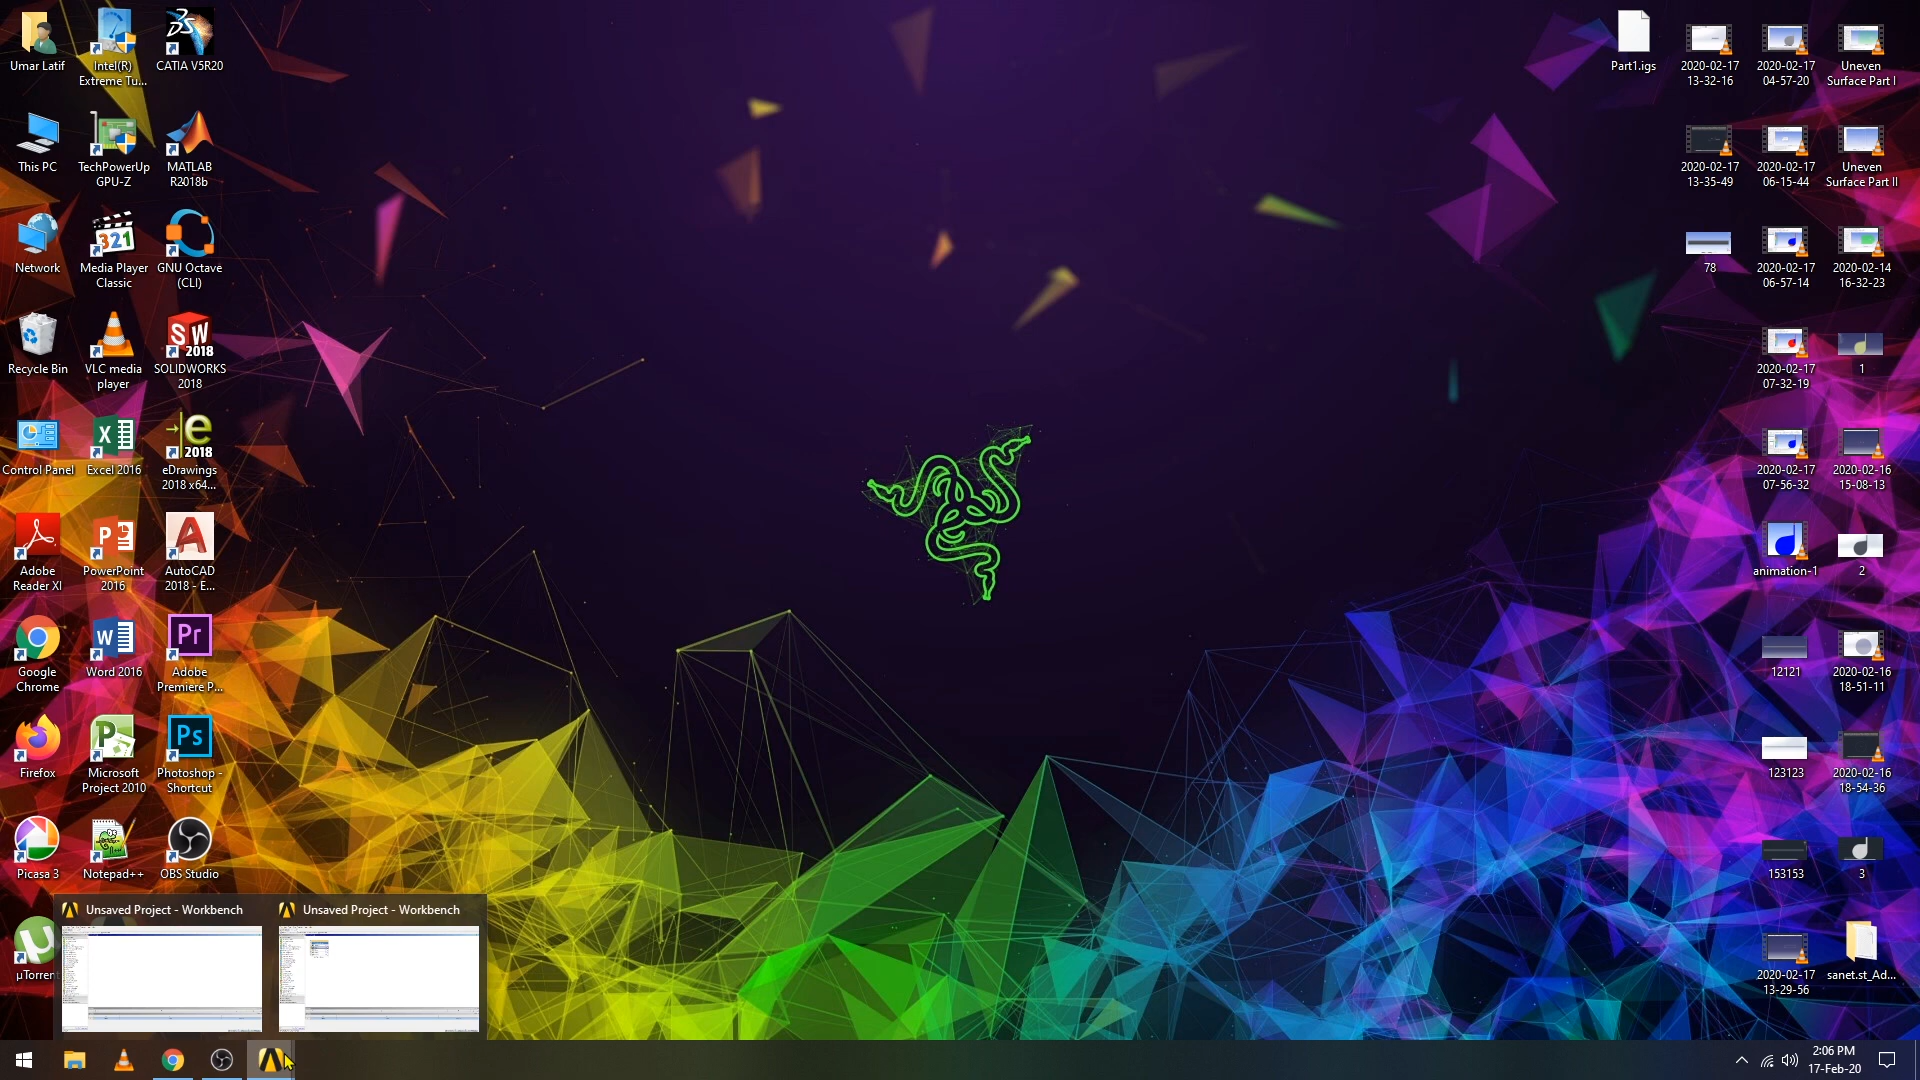 Umar Latif
Intel(R)
Extreme Tu...
CATIA V5R20
This PC
TechPowerUp
GPU-Z
MATLAB
R2018b
Network
321
Media Player
Classic
GNU Octave
(CLI)
Recycle Bin
VLC media
player
SW
2018
SOLIDWORKS
2018
Control Panel
Excel 2016
e
2018
eDrawings
2018 x64...
Adobe
Reader XI
PowerPoint
2016
AutoCAD
2018 - E...
Google
Chrome
Word 2016
Pr
Adobe
Premiere P...
Firefox
Microsoft
Project 2010
Ps
Photoshop -
Shortcut
Picasa 3
Notepad++
OBS Studio
µTorrent
Unsaved Project - Workbench
Unsaved Project - Workbench
Part1.igs
2020-02-17
13-32-16
2020-02-17
04-57-20
Uneven
Surface Part I
2020-02-17
13-35-49
2020-02-17
06-15-44
Uneven
Surface Part II
78
2020-02-17
06-57-14
2020-02-14
16-32-23
2020-02-17
07-32-19
1
2020-02-17
07-56-32
2020-02-16
15-08-13
animation-1
2
12121
2020-02-16
18-51-11
123123
2020-02-16
18-54-36
153153
3
2020-02-17
13-29-56
sanet.st_Ad...
2:06 PM
17-Feb-20